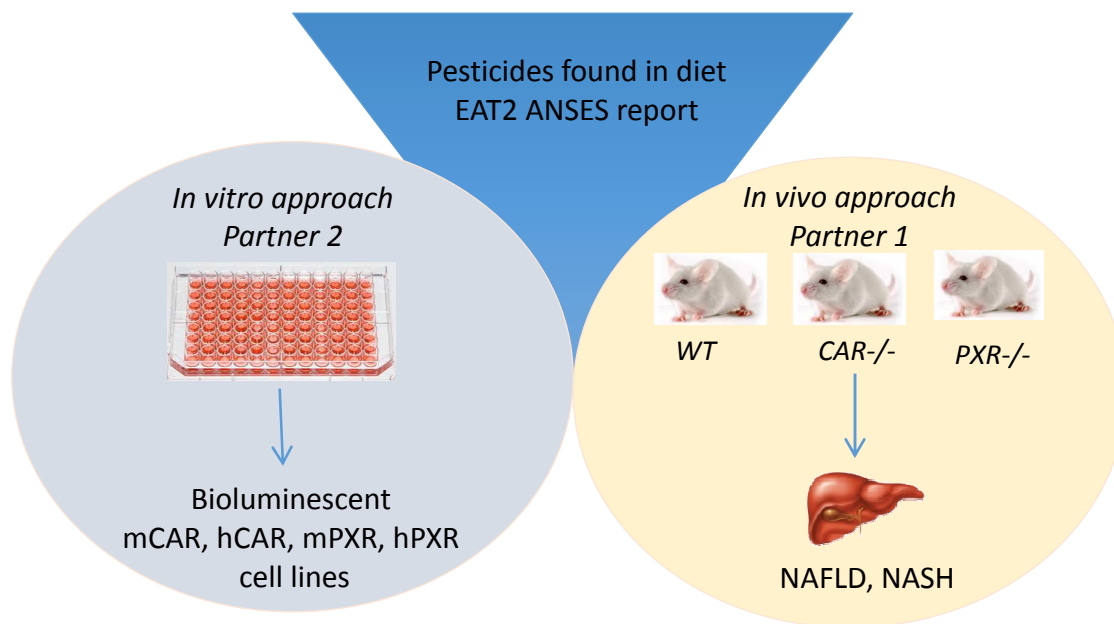 Pesticides found in diet
EAT2 ANSES report
In vitro approach
Partner 2
Bioluminescent
mCAR, hCAR, mPXR, hPXR
cell lines
In vivo approach
Partner 1
WT
CAR-/-
PXR-/-
NAFLD, NASH